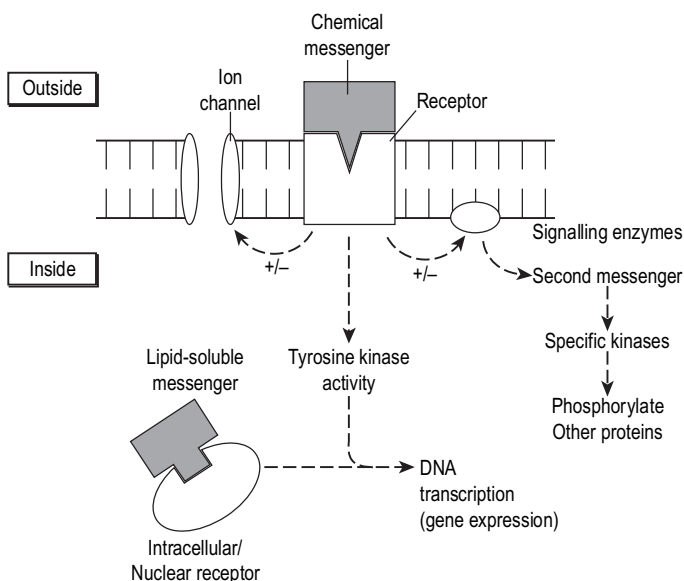 Chemical
messenger
Outside
Ion
channel
Receptor
Signalling enzymes
Inside
+/–
+/–
Second messenger
Specific kinases
Lipid-soluble
messenger
Tyrosine kinase
activity
Phosphorylate
Other proteins
DNA
transcription
(gene expression)
Intracellular/
Nuclear receptor